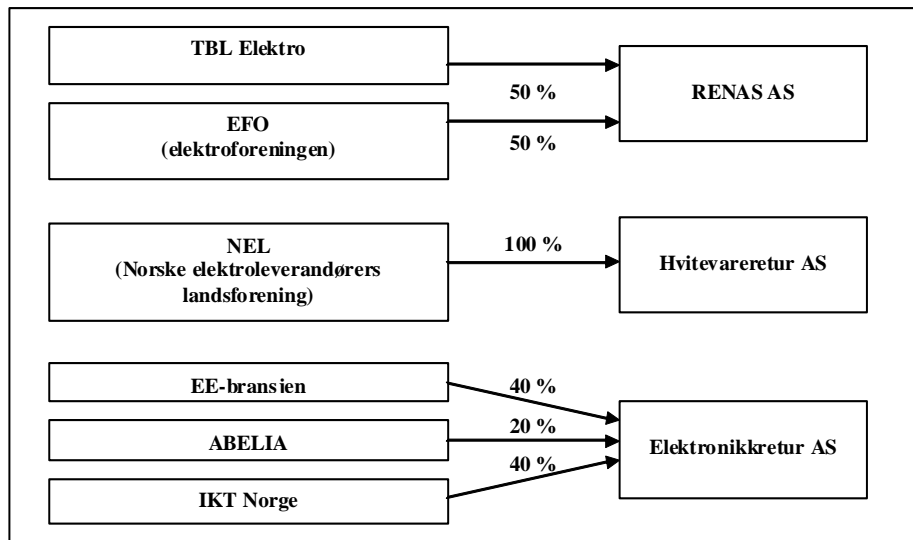 TBL Elektro
50 %
RENAS AS
EFO
(elektroforeningen)
50 %
NEL
(Norske elektroleverandørers
landsforening)
100 %
Hvitevareretur AS
EE-bransien
40 %
ABELIA
20 %
Elektronikkretur AS
IKT Norge
40 %